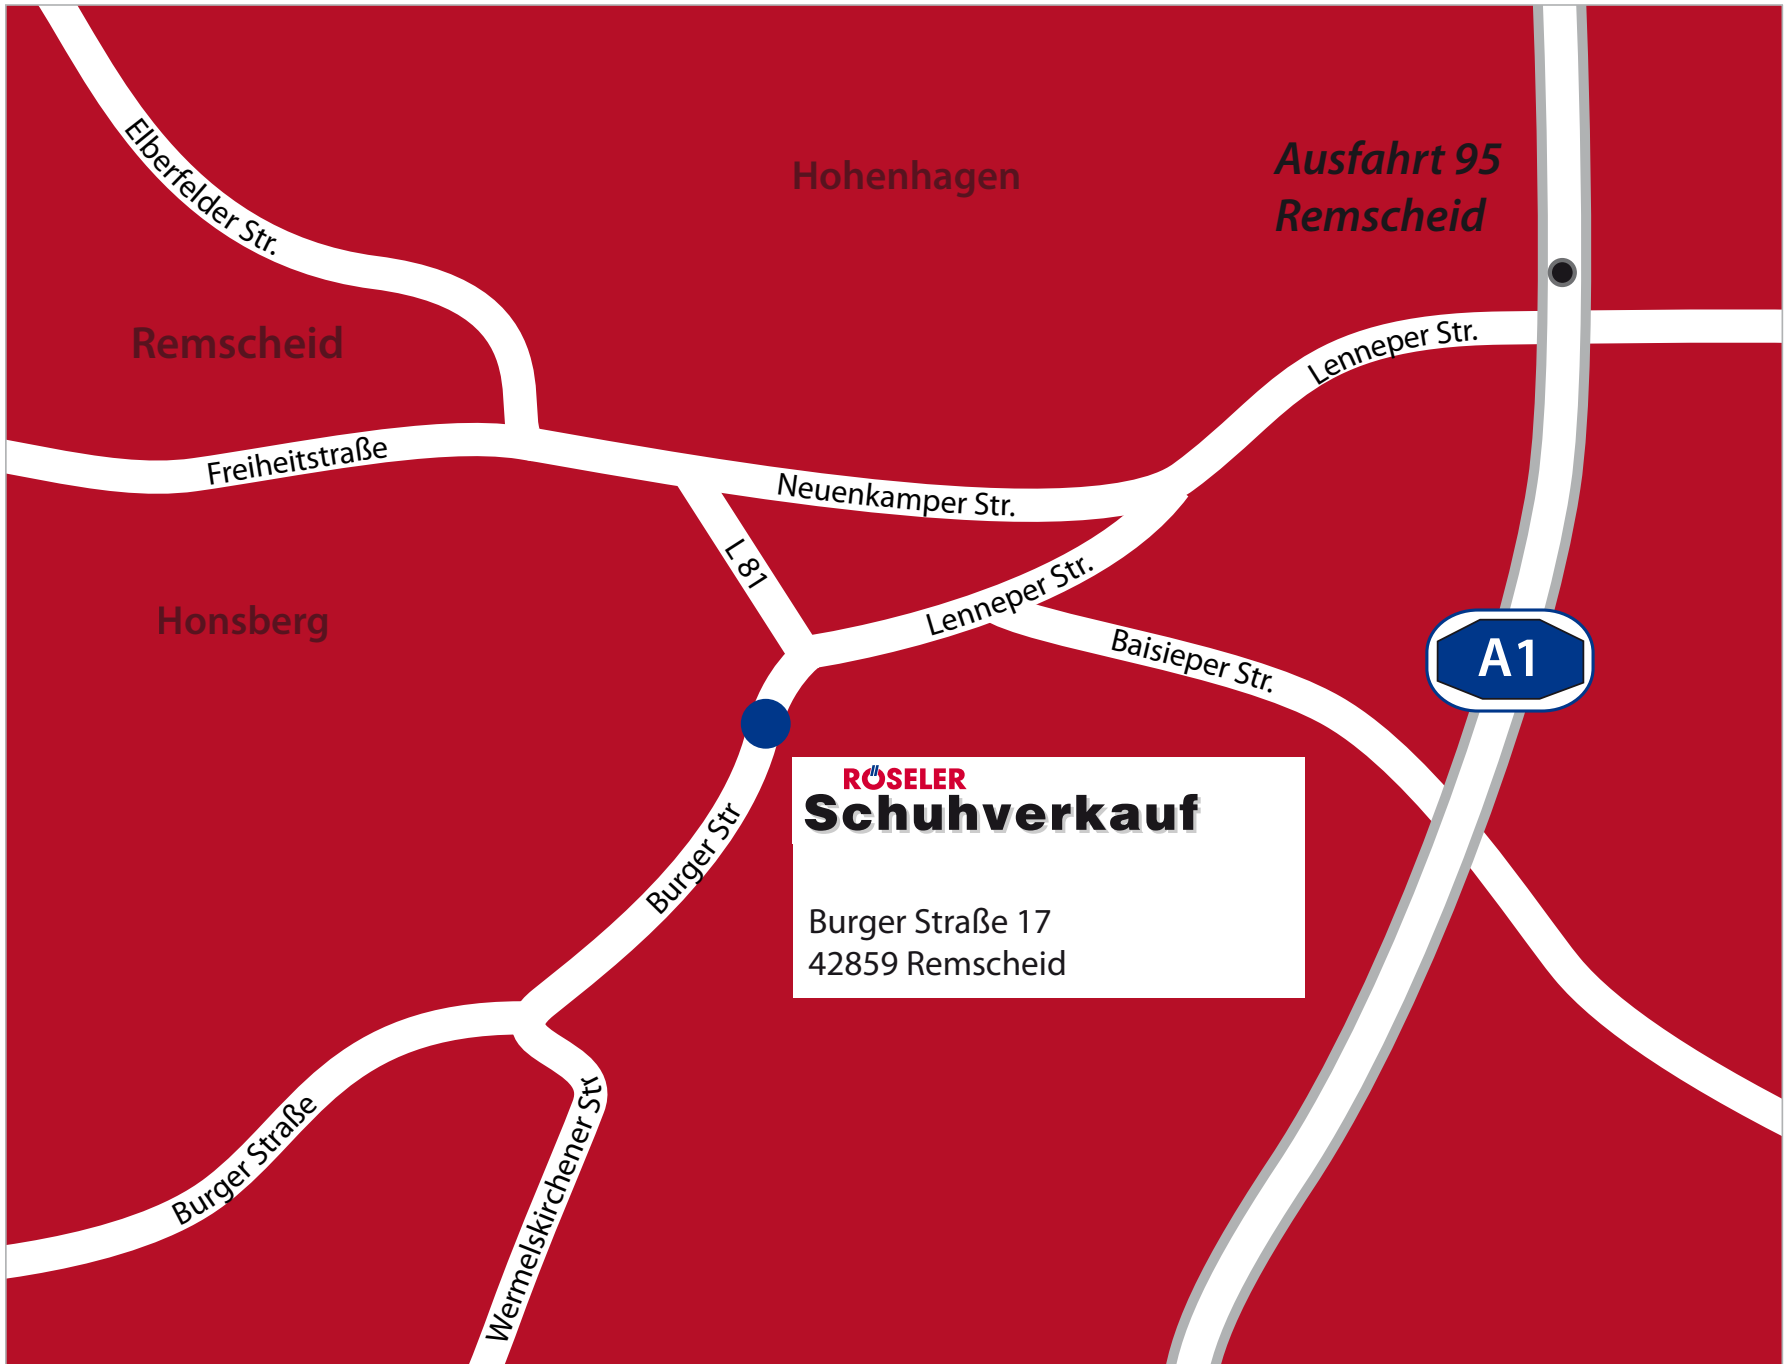 Elberfelder Str.
Hohenhagen
Ausfahrt 95
Remscheid
Remscheid
Lenneper Str.
Freiheitstraße
Neuenkamper Str.
L 81
Lenneper Str.
Honsberg
Baisieper Str.
A1
RÖSELER
Schuhverkauf
Burger Str
Burger Straße 17
42859 Remscheid
Burger Straße
Wermelskirchener Str